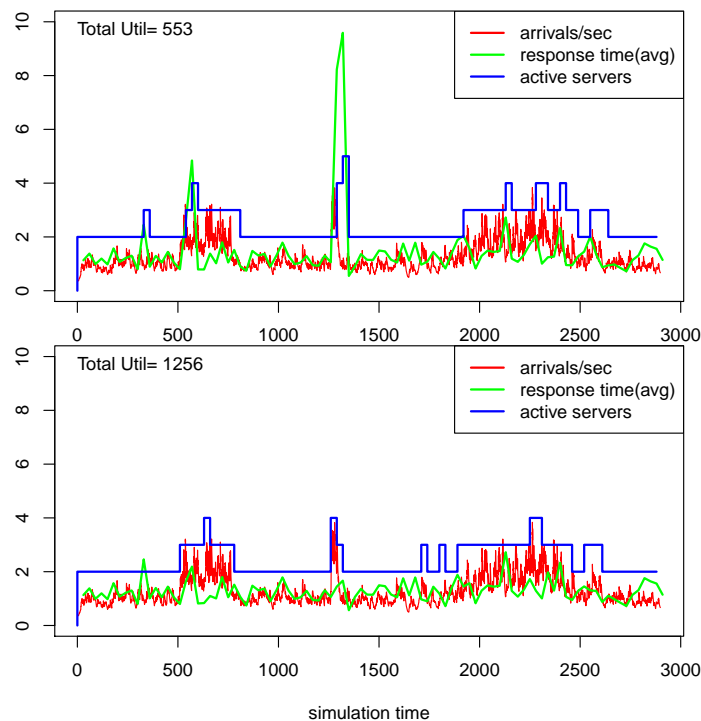 Total Util= 553
arrivals/sec
response time(avg)
active servers
10
8
6
4
2
0
0 500 1000 1500 2000 2500 3000
Total Util= 1256
arrivals/sec
response time(avg)
active servers
10
8
6
4
2
0
0 500 1000 1500 2000 2500 3000
simulation time